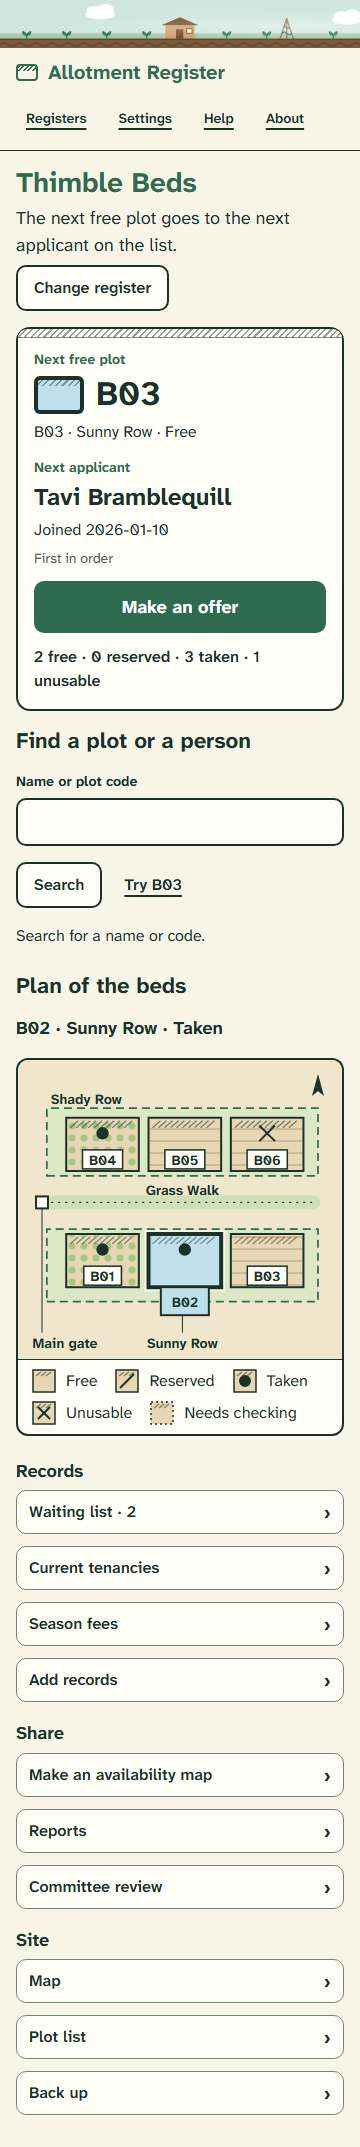 Allotment Register
Registers Settings Help About
Thimble Beds
The next free plot goes to the next
applicant on the list.
Change register
Next free plot
B03
B03 · Sunny Row · Free
Next applicant
Tavi Bramblequill
Joined 2026-01-10
First in order
Make an offer
2 free · 0 reserved · 3 taken · 1
unusable
Find a plot or a person
Name or plot code
Search Try B03
Search for a name or code.
Plan of the beds
B02 · Sunny Row · Taken
Shady Row
B04 B05 B06
Grass Walk
B01 B03
B02
Main gate Sunny Row
Free Reserved Taken
Unusable Needs checking
Records
Waiting list · 2 ›
Current tenancies ›
Season fees ›
Add records ›
Share
Make an availability map ›
Reports ›
Committee review ›
Site
Map ›
Plot list ›
Back up ›